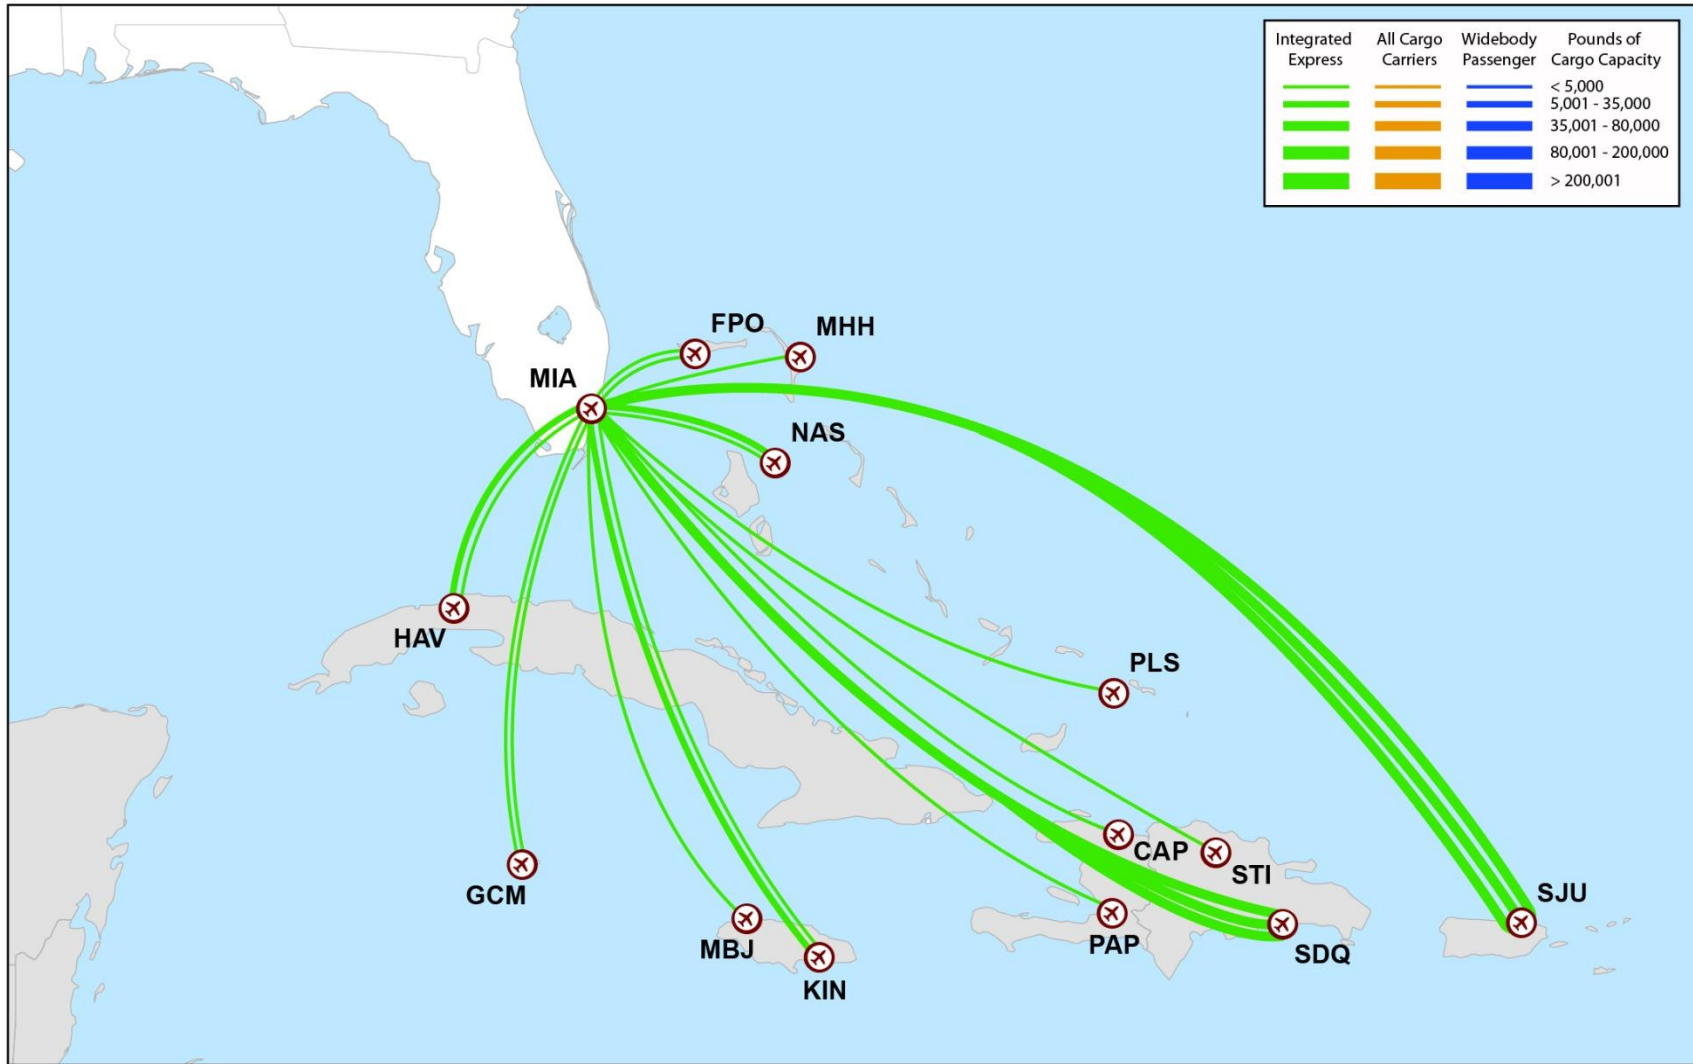 Integrated Express
All Cargo Carriers
Widebody Passenger
Pounds of Cargo Capacity
< 5,000
5,001 - 35,000
35,001 - 80,000
80,001 - 200,000
> 200,001
FPO
MHH
MIA
NAS
HAV
PLS
GCM
CAP
STI
SJU
MBJ
PAP
SDQ
KIN